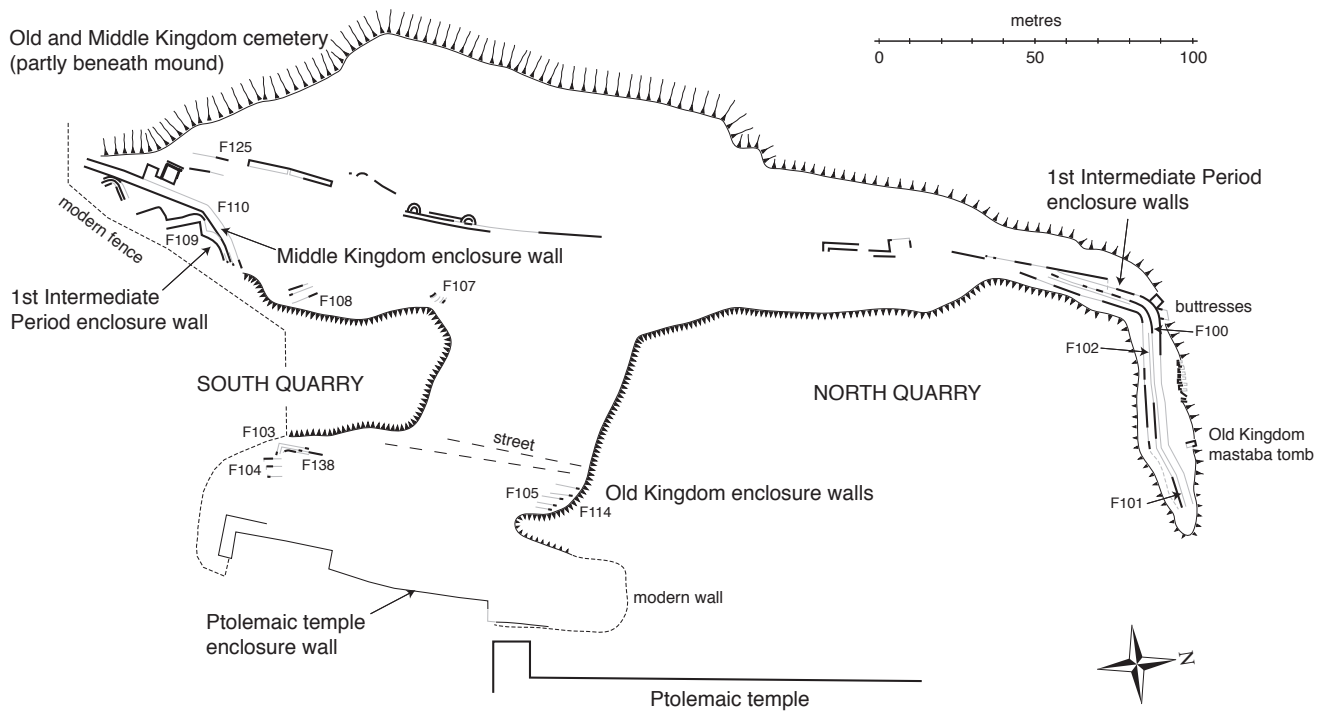 Old and Middle Kingdom cemetery
(partly beneath mound)
metres
0 50 100
F125
1st Intermediate Period
enclosure walls
modern fence
F110
F109
Middle Kingdom enclosure wall
1st Intermediate
Period enclosure wall
F108
F107
buttresses
F100
F102
SOUTH QUARRY
NORTH QUARRY
F103
F104
F138
street
Old Kingdom
mastaba tomb
F105
Old Kingdom enclosure walls
F114
F101
modern wall
Ptolemaic temple
enclosure wall
N
Ptolemaic temple